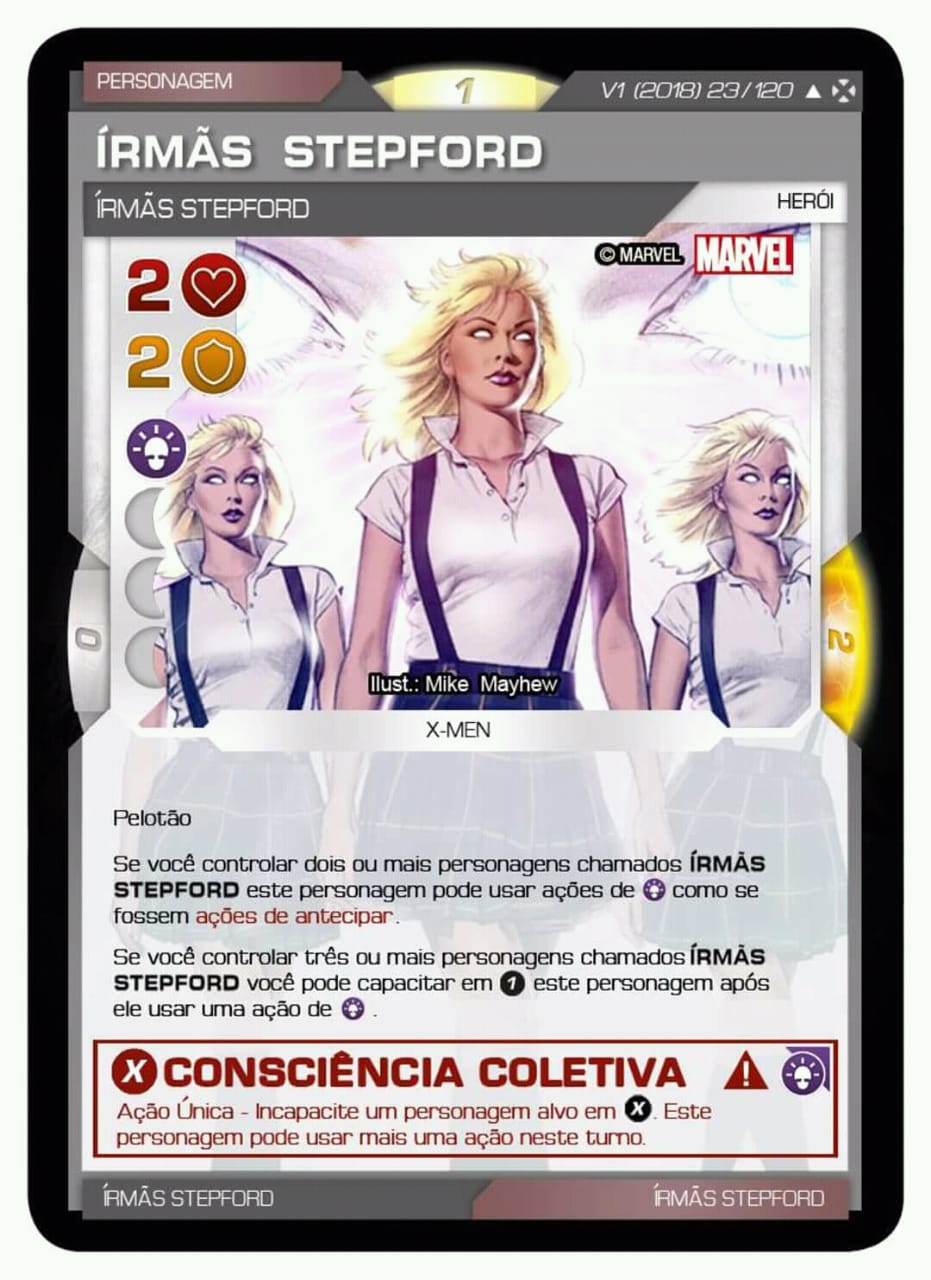 PERSONAGEM
1
V1 (2018) 23/120
ÍRMÃS STEPFORD
ÍRMÃS STEPFORD
HERÓI
© MARVEL MARVEL
2
2
0
2
Ilust.: Mike Mayhew
X-MEN
Pelotão
Se você controlar dois ou mais personagens chamados ÍRMÃS
STEPFORD este personagem pode usar ações de como se
fossem ações de antecipar.
Se você controlar três ou mais personagens chamados ÍRMÃS
STEPFORD você pode capacitar em 1 este personagem após
ele usar uma ação de .
X CONSCIÊNCIA COLETIVA
Ação Única - Incapacite um personagem alvo em X. Este
personagem pode usar mais uma ação neste turno.
ÍRMÃS STEPFORD
ÍRMÃS STEPFORD